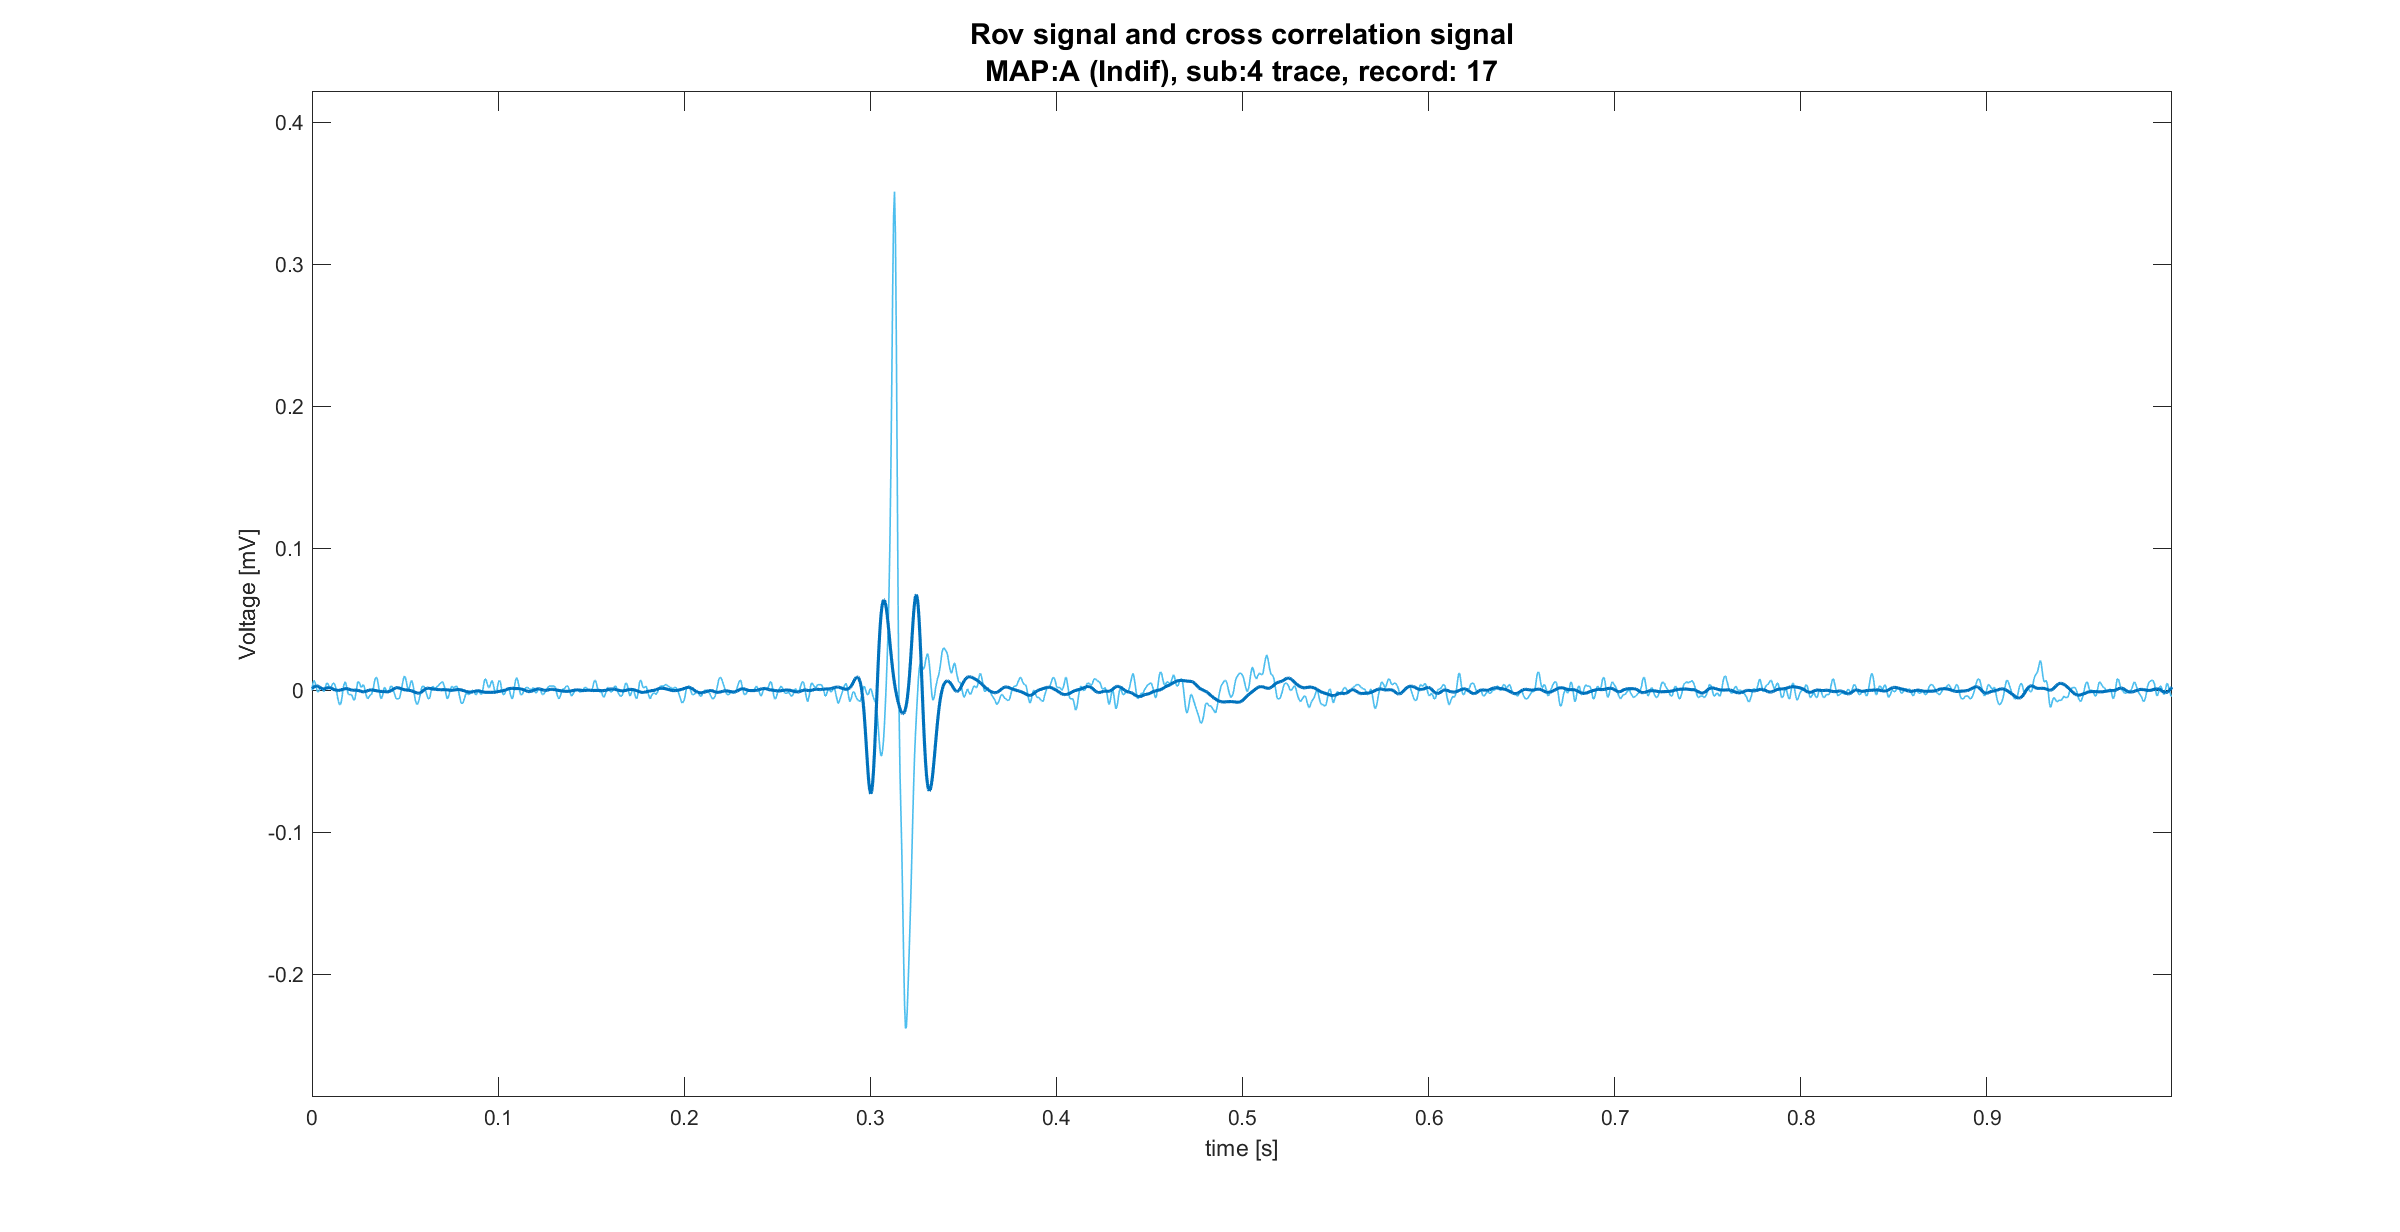 Rov signal and cross correlation signal
MAP:A (Indif), sub:4 trace, record: 17
0.4
0.3
0.2
0.1
0
-0.1
-0.2
Voltage [mV]
0 0.1 0.2 0.3 0.4 0.5 0.6 0.7 0.8 0.9
time [s]